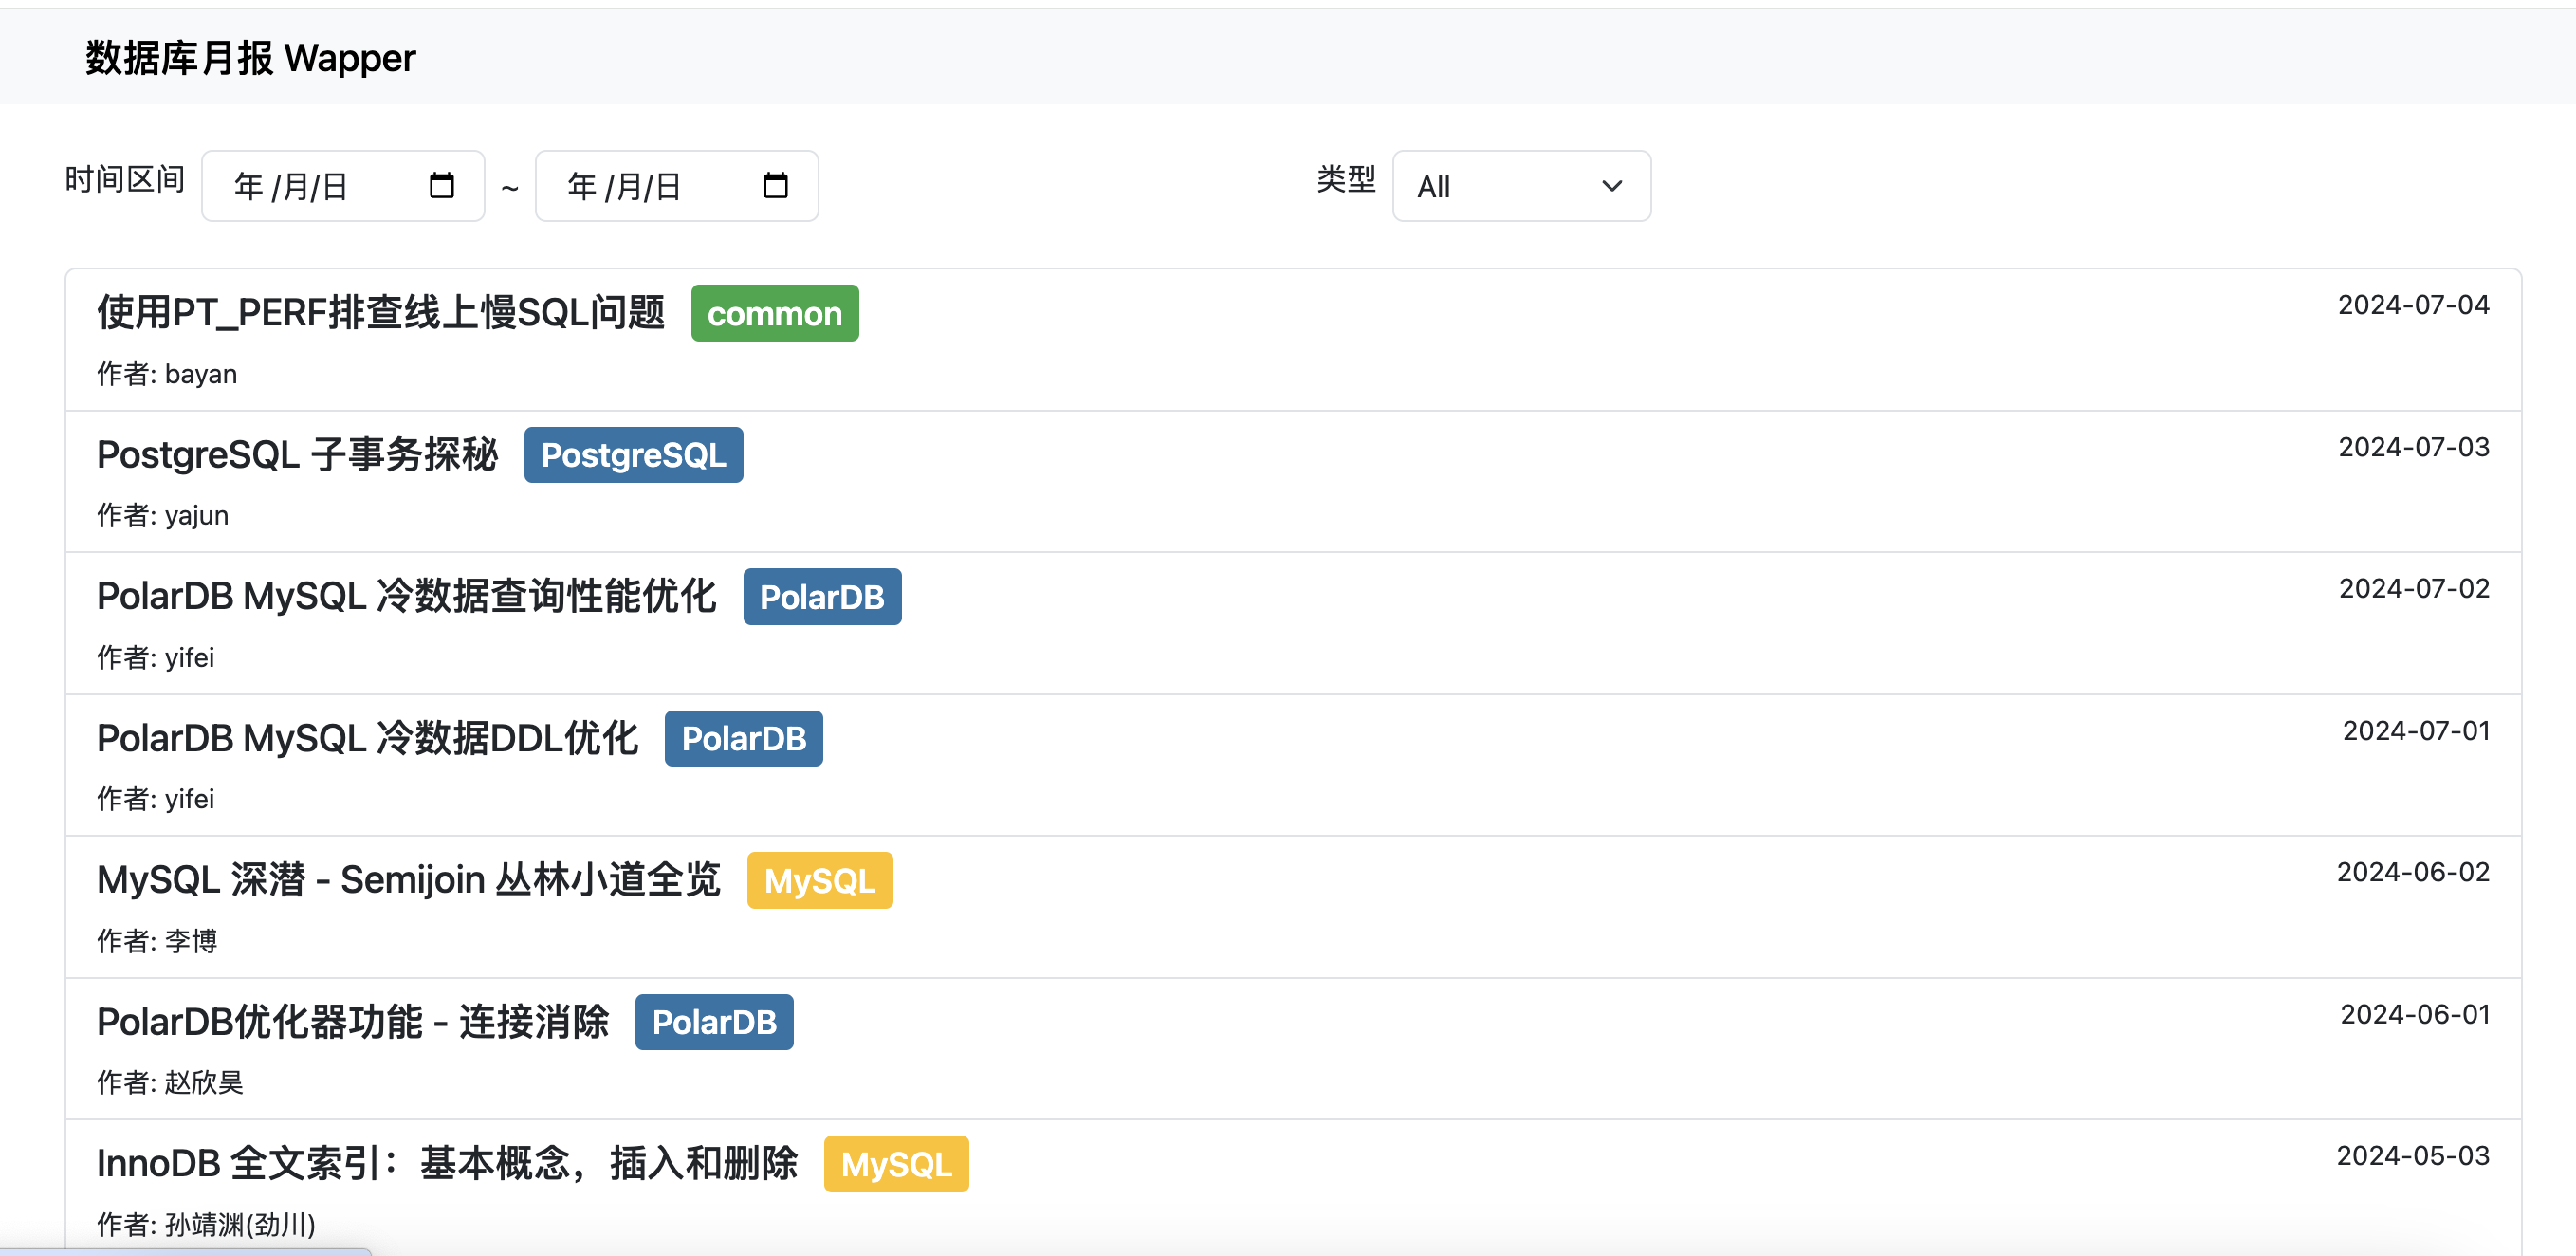 数据库月报 Wapper
时间区间 年 /月/日 ~ 年 /月/日 类型 All
使用PT_PERF排查线上慢SQL问题 common 2024-07-04
作者: bayan
PostgreSQL 子事务探秘 PostgreSQL 2024-07-03
作者: yajun
PolarDB MySQL 冷数据查询性能优化 PolarDB 2024-07-02
作者: yifei
PolarDB MySQL 冷数据DDL优化 PolarDB 2024-07-01
作者: yifei
MySQL 深潜 - Semijoin 丛林小道全览 MySQL 2024-06-02
作者: 李博
PolarDB优化器功能 - 连接消除 PolarDB 2024-06-01
作者: 赵欣昊
InnoDB 全文索引：基本概念，插入和删除 MySQL 2024-05-03
作者: 孙靖渊(劲川)